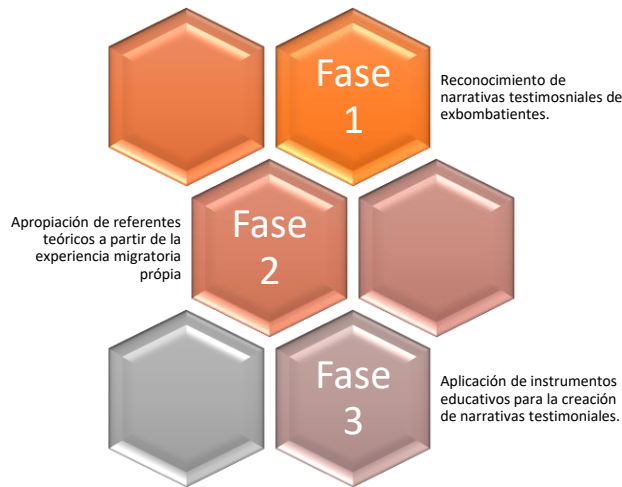 Fase
1
Reconocimiento de
narrativas testimosniales de
exbombatientes.
Apropiación de referentes
teóricos a partir de la
experiencia migratoria
própia
Fase
2
Fase
3
Aplicación de instrumentos
educativos para la creación
de narrativas testimoniales.